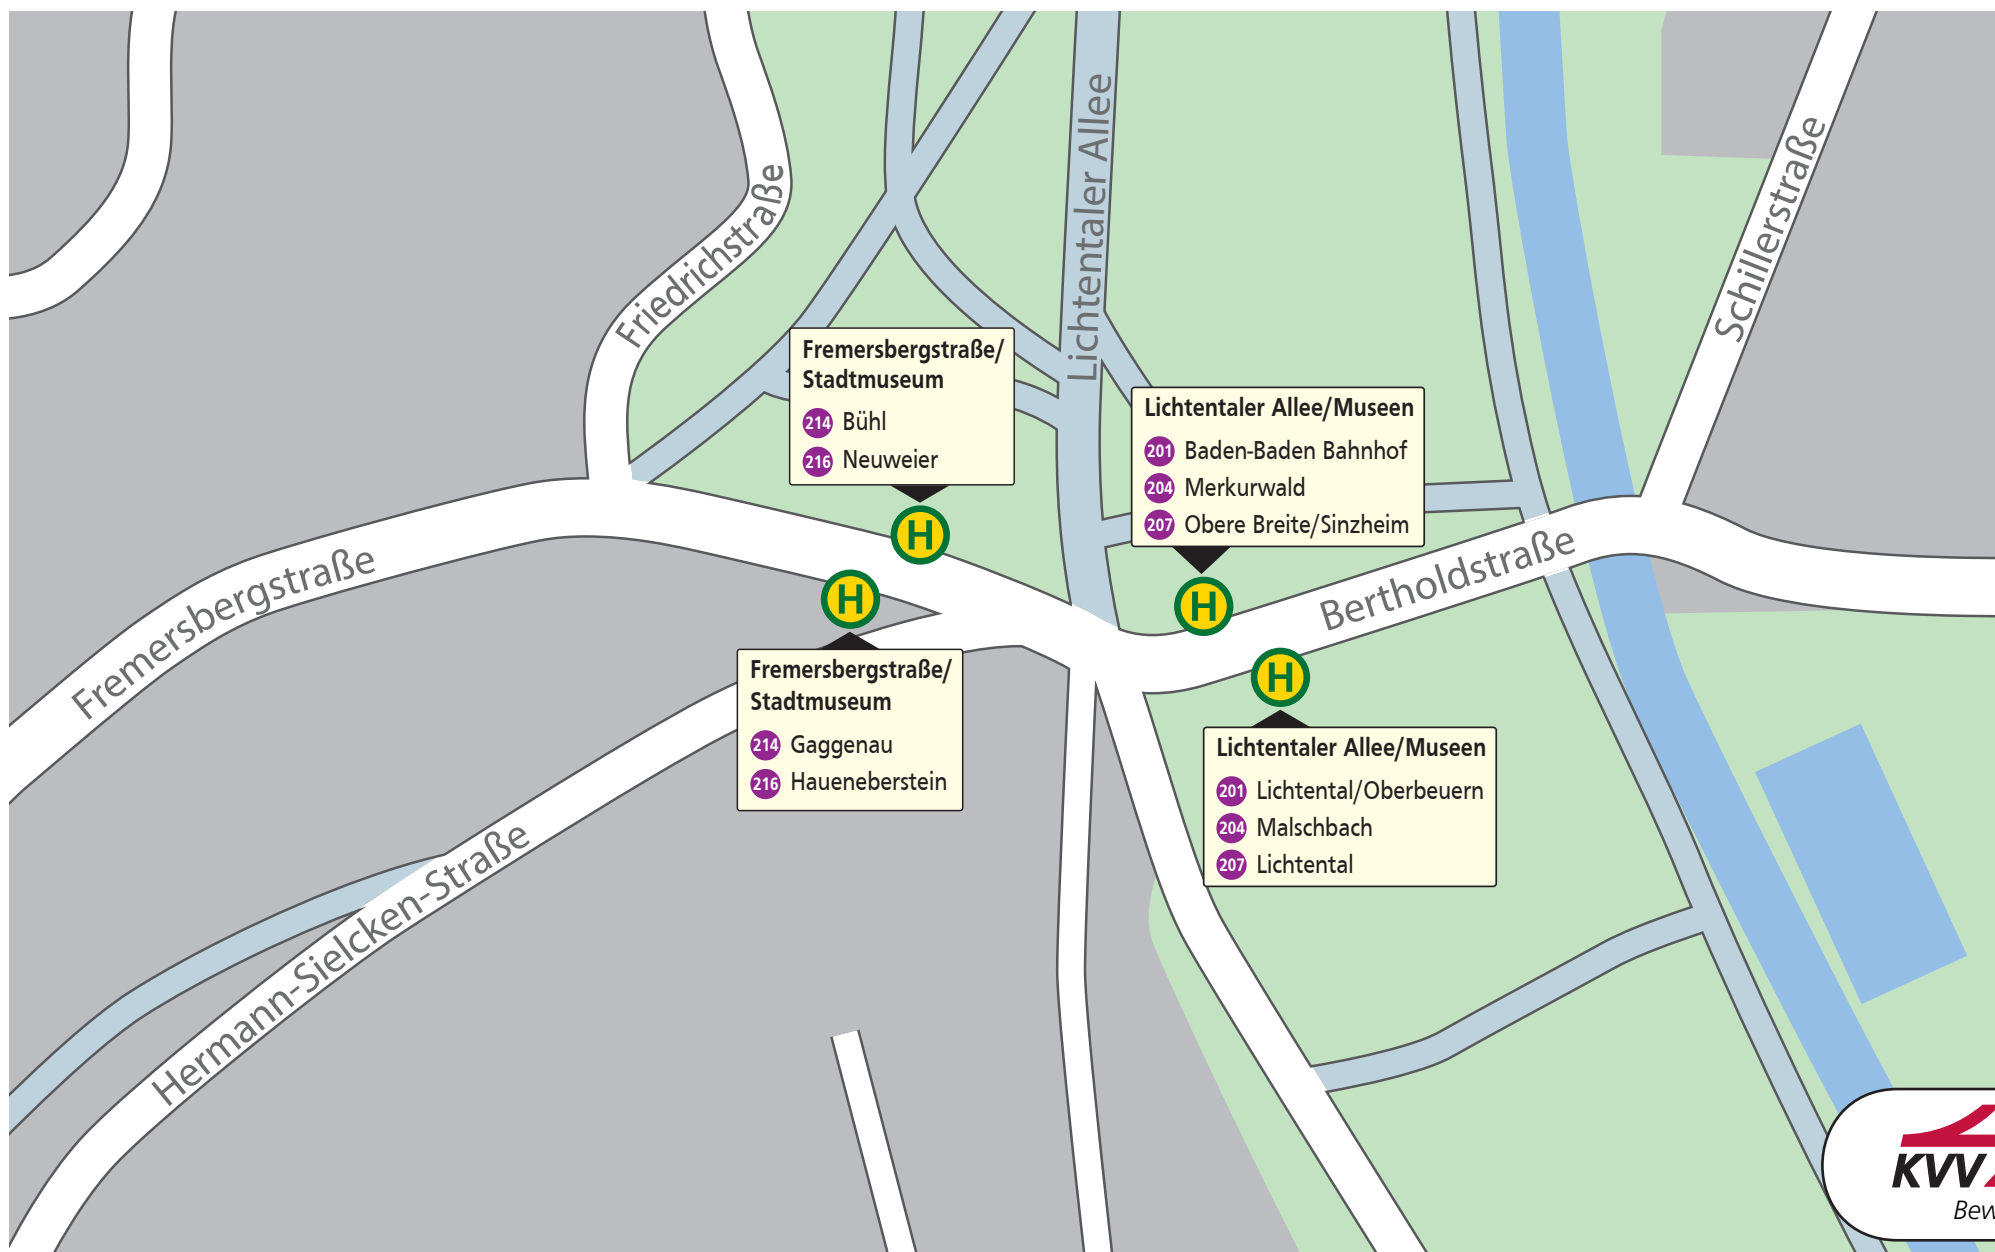 Lichtentaler Allee
Schillerstraße
Friedrichstraße
Fremersbergstraße/
Stadtmuseum
214 Bühl
216 Neuweier
Lichtentaler Allee/Museen
201 Baden-Baden Bahnhof
204 Merkurwald
207 Obere Breite/Sinzheim
H
H
H
H
Fremersbergstraße
Bertholdstraße
Fremersbergstraße/
Stadtmuseum
214 Gaggenau
216 Haueneberstein
Lichtentaler Allee/Museen
201 Lichtental/Oberbeuern
204 Malschbach
207 Lichtental
Hermann-Sielcken-Straße
KVV
Bew